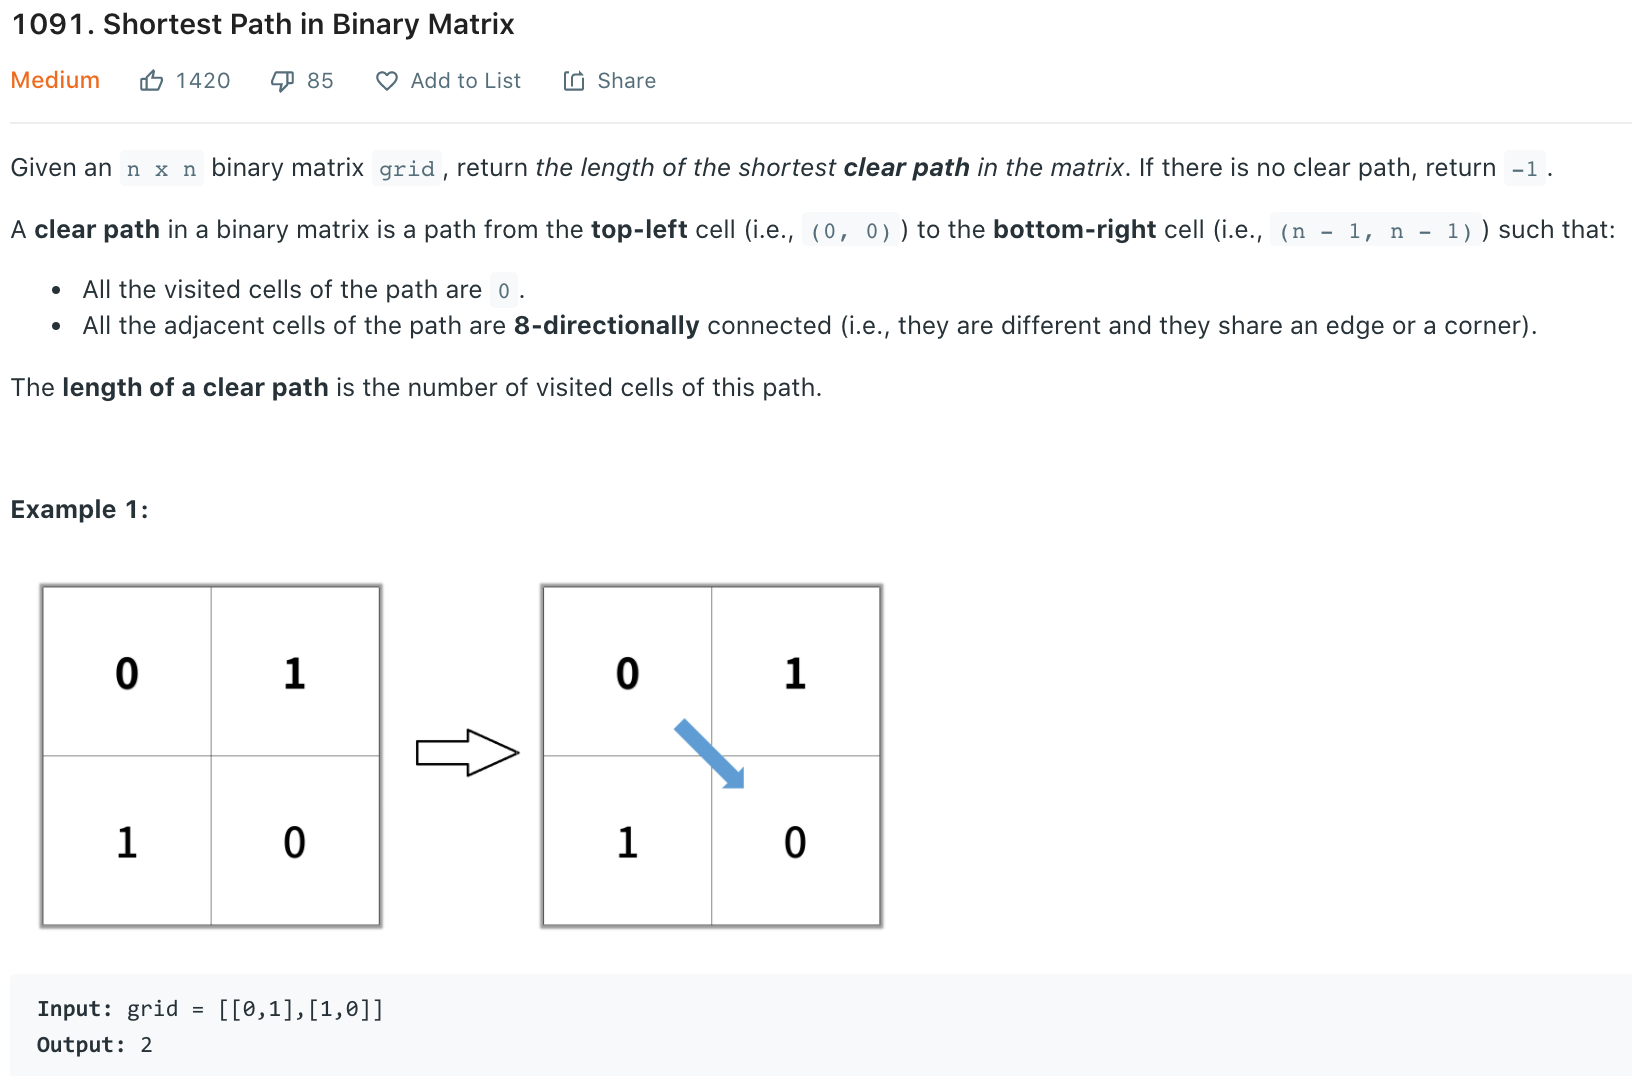 1091. Shortest Path in Binary Matrix
Medium 1420 85 Add to List Share
Given an n x n binary matrix grid, return the length of the shortest clear path in the matrix. If there is no clear path, return -1.
A clear path in a binary matrix is a path from the top-left cell (i.e., (0, 0)) to the bottom-right cell (i.e., (n - 1, n - 1)) such that:
• All the visited cells of the path are 0.
• All the adjacent cells of the path are 8-directionally connected (i.e., they are different and they share an edge or a corner).
The length of a clear path is the number of visited cells of this path.
Example 1:
0 1 0 1
1 0 1 0
Input: grid = [[0,1],[1,0]]
Output: 2